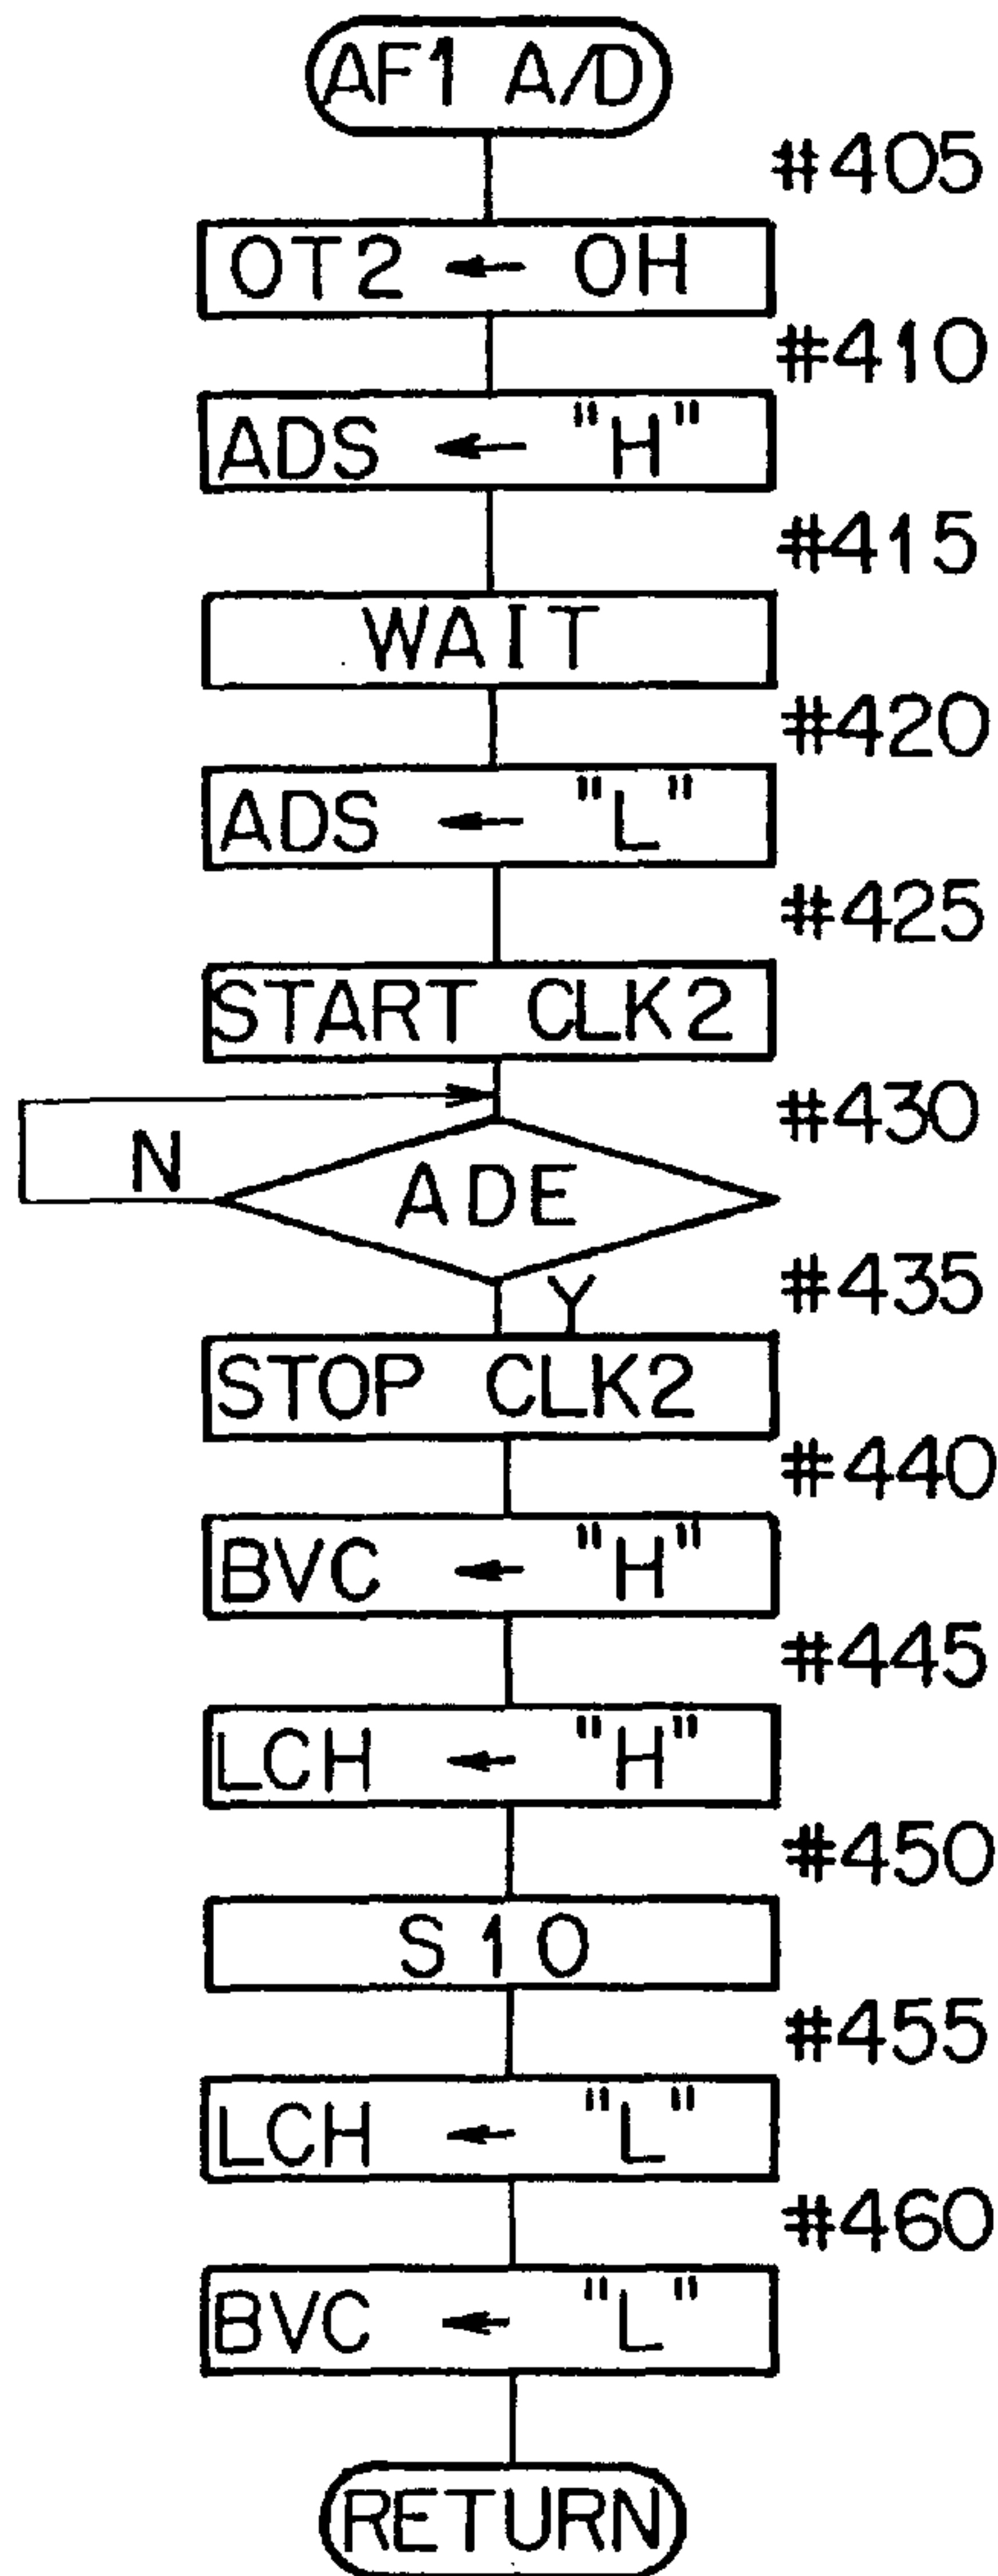 AF1 A/D
#405
OT2 ← OH
#410
ADS ← "H"
#415
WAIT
#420
ADS ← "L"
#425
START CLK2
#430
N
ADE
#435
Y
STOP CLK2
#440
BVC ← "H"
#445
LCH ← "H"
#450
S10
#455
LCH ← "L"
#460
BVC ← "L"
RETURN